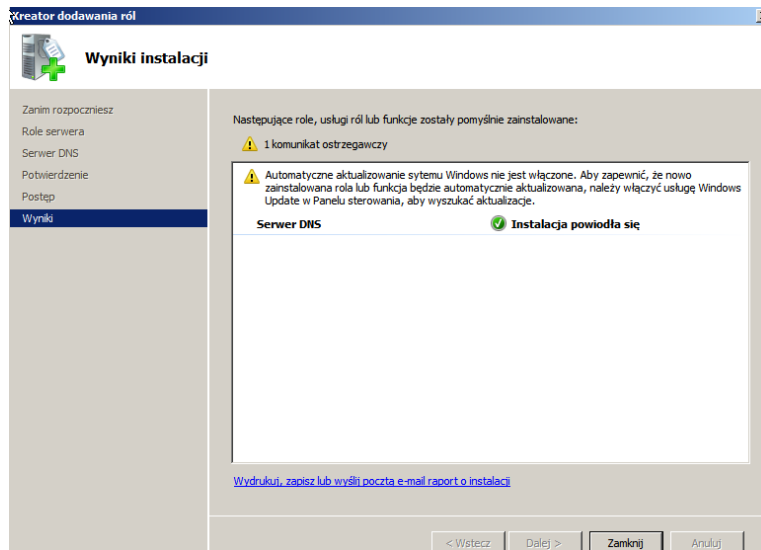 Kreator dodawania ról
Wyniki instalacji
Zanim rozpoczniesz
Role serwera
Serwer DNS
Potwierdzenie
Postęp
Wyniki
Następujące role, usługi ról lub funkcje zostały pomyślnie zainstalowane:
1 komunikat ostrzegawczy
Automatyczne aktualizowanie sytemu Windows nie jest włączone. Aby zapewnić, że nowo
zainstalowana rola lub funkcja będzie automatycznie aktualizowana, należy włączyć usługę Windows
Update w Panelu sterowania, aby wyszukać aktualizacje.
Serwer DNS Instalacja powiodła się
Wydrukuj, zapisz lub wyślij pocztą e-mail raport o instalacji
< Wstecz Dalej > Zamknij Anuluj